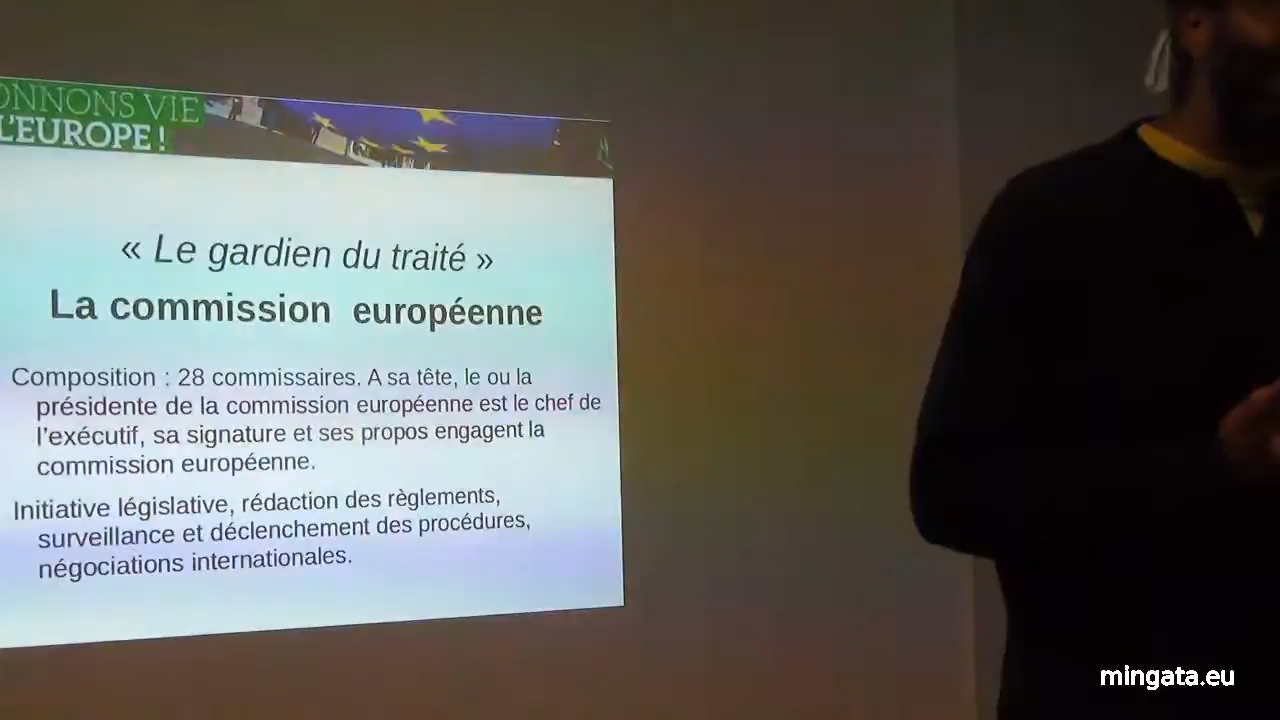 ONNONS VIE
L'EUROPE !
« Le gardien du traité »
La commission européenne
Composition : 28 commissaires. A sa tête, le ou la
présidente de la commission européenne est le chef de
l'exécutif, sa signature et ses propos engagent la
commission européenne.
Initiative législative, rédaction des règlements,
surveillance et déclenchement des procédures,
négociations internationales.
mingata.eu